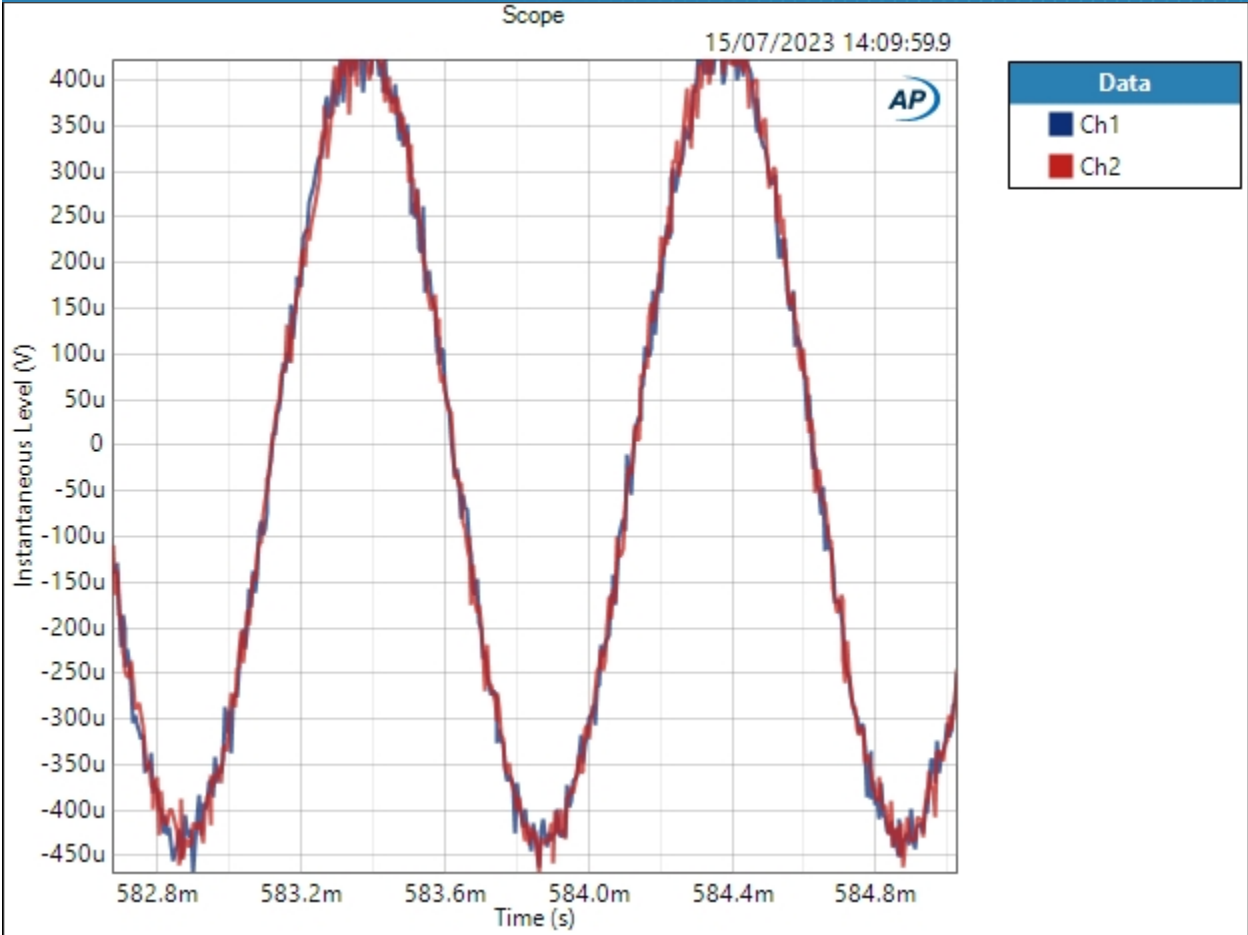 Scope
15/07/2023 14:09:59.9
AP
Data
Ch1
Ch2
Instantaneous Level (V)
400u
350u
300u
250u
200u
150u
100u
50u
0
-50u
-100u
-150u
-200u
-250u
-300u
-350u
-400u
-450u
582.8m 583.2m 583.6m 584.0m 584.4m 584.8m
Time (s)